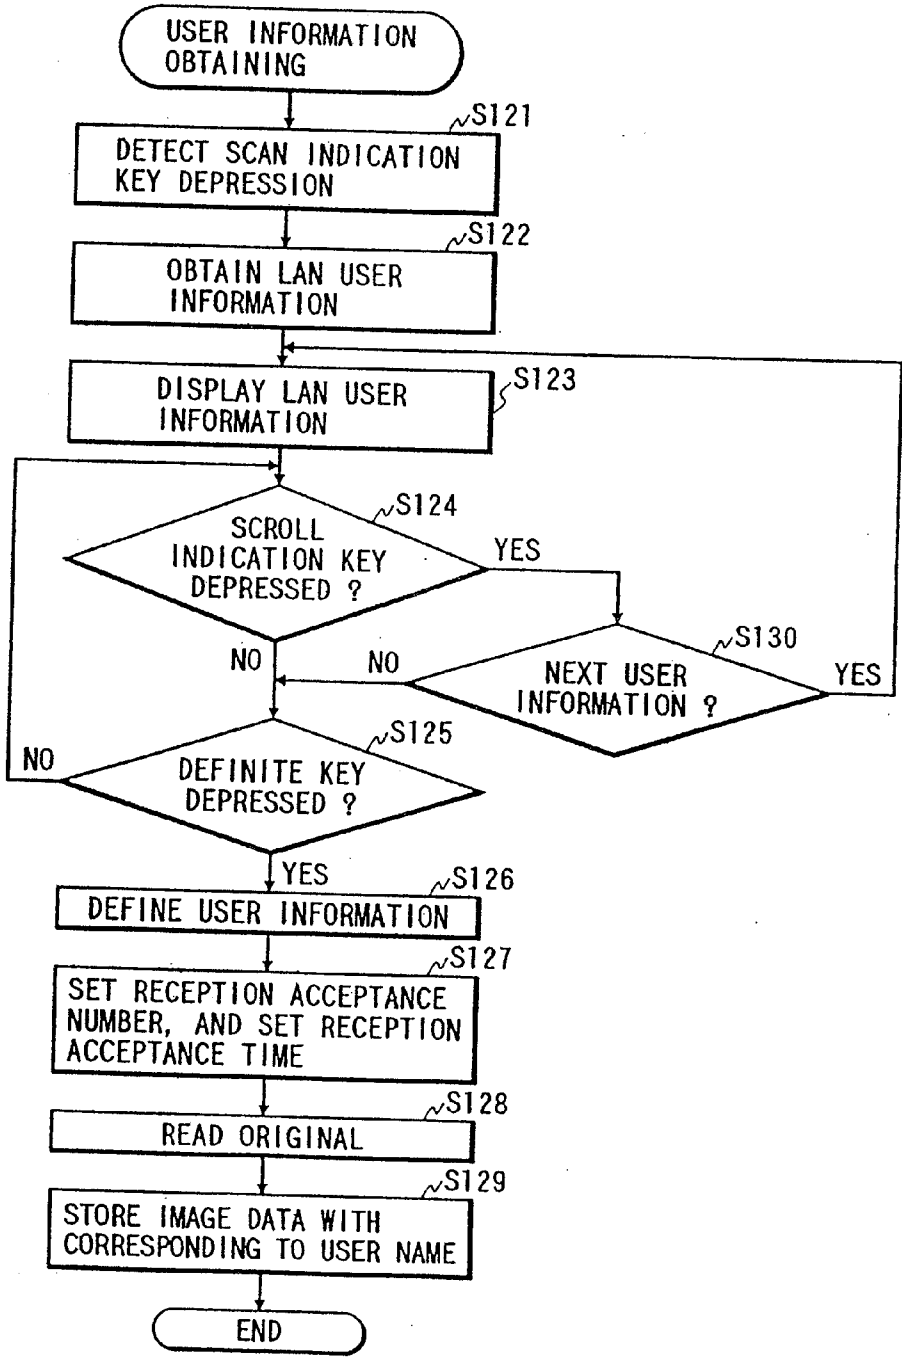 USER INFORMATION
OBTAINING
S121
DETECT SCAN INDICATION
KEY DEPRESSION
S122
OBTAIN LAN USER
INFORMATION
S123
DISPLAY LAN USER
INFORMATION
S124
SCROLL
INDICATION KEY
DEPRESSED ?
YES
NO
S130
NEXT USER
INFORMATION ?
NO
YES
S125
DEFINITE KEY
DEPRESSED ?
NO
YES
S126
DEFINE USER INFORMATION
S127
SET RECEPTION ACCEPTANCE
NUMBER, AND SET RECEPTION
ACCEPTANCE TIME
S128
READ ORIGINAL
S129
STORE IMAGE DATA WITH
CORRESPONDING TO USER NAME
END